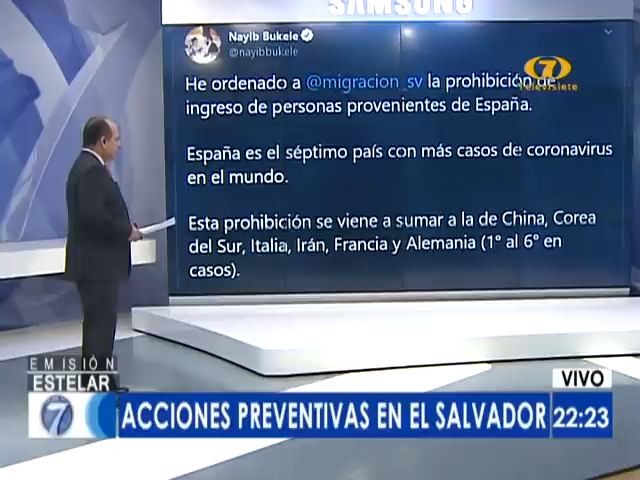 SAMSUNG
Nayib Bukele
@nayibbukele
7
Televisiete
He ordenado a @migracion_sv la prohibición de
ingreso de personas provenientes de España.
España es el séptimo país con más casos de coronavirus
en el mundo.
Esta prohibición se viene a sumar a la de China, Corea
del Sur, Italia, Irán, Francia y Alemania (1° al 6° en
casos).
EMISIÓN
ESTELAR
VIVO
7
ACCIONES PREVENTIVAS EN EL SALVADOR
22:23